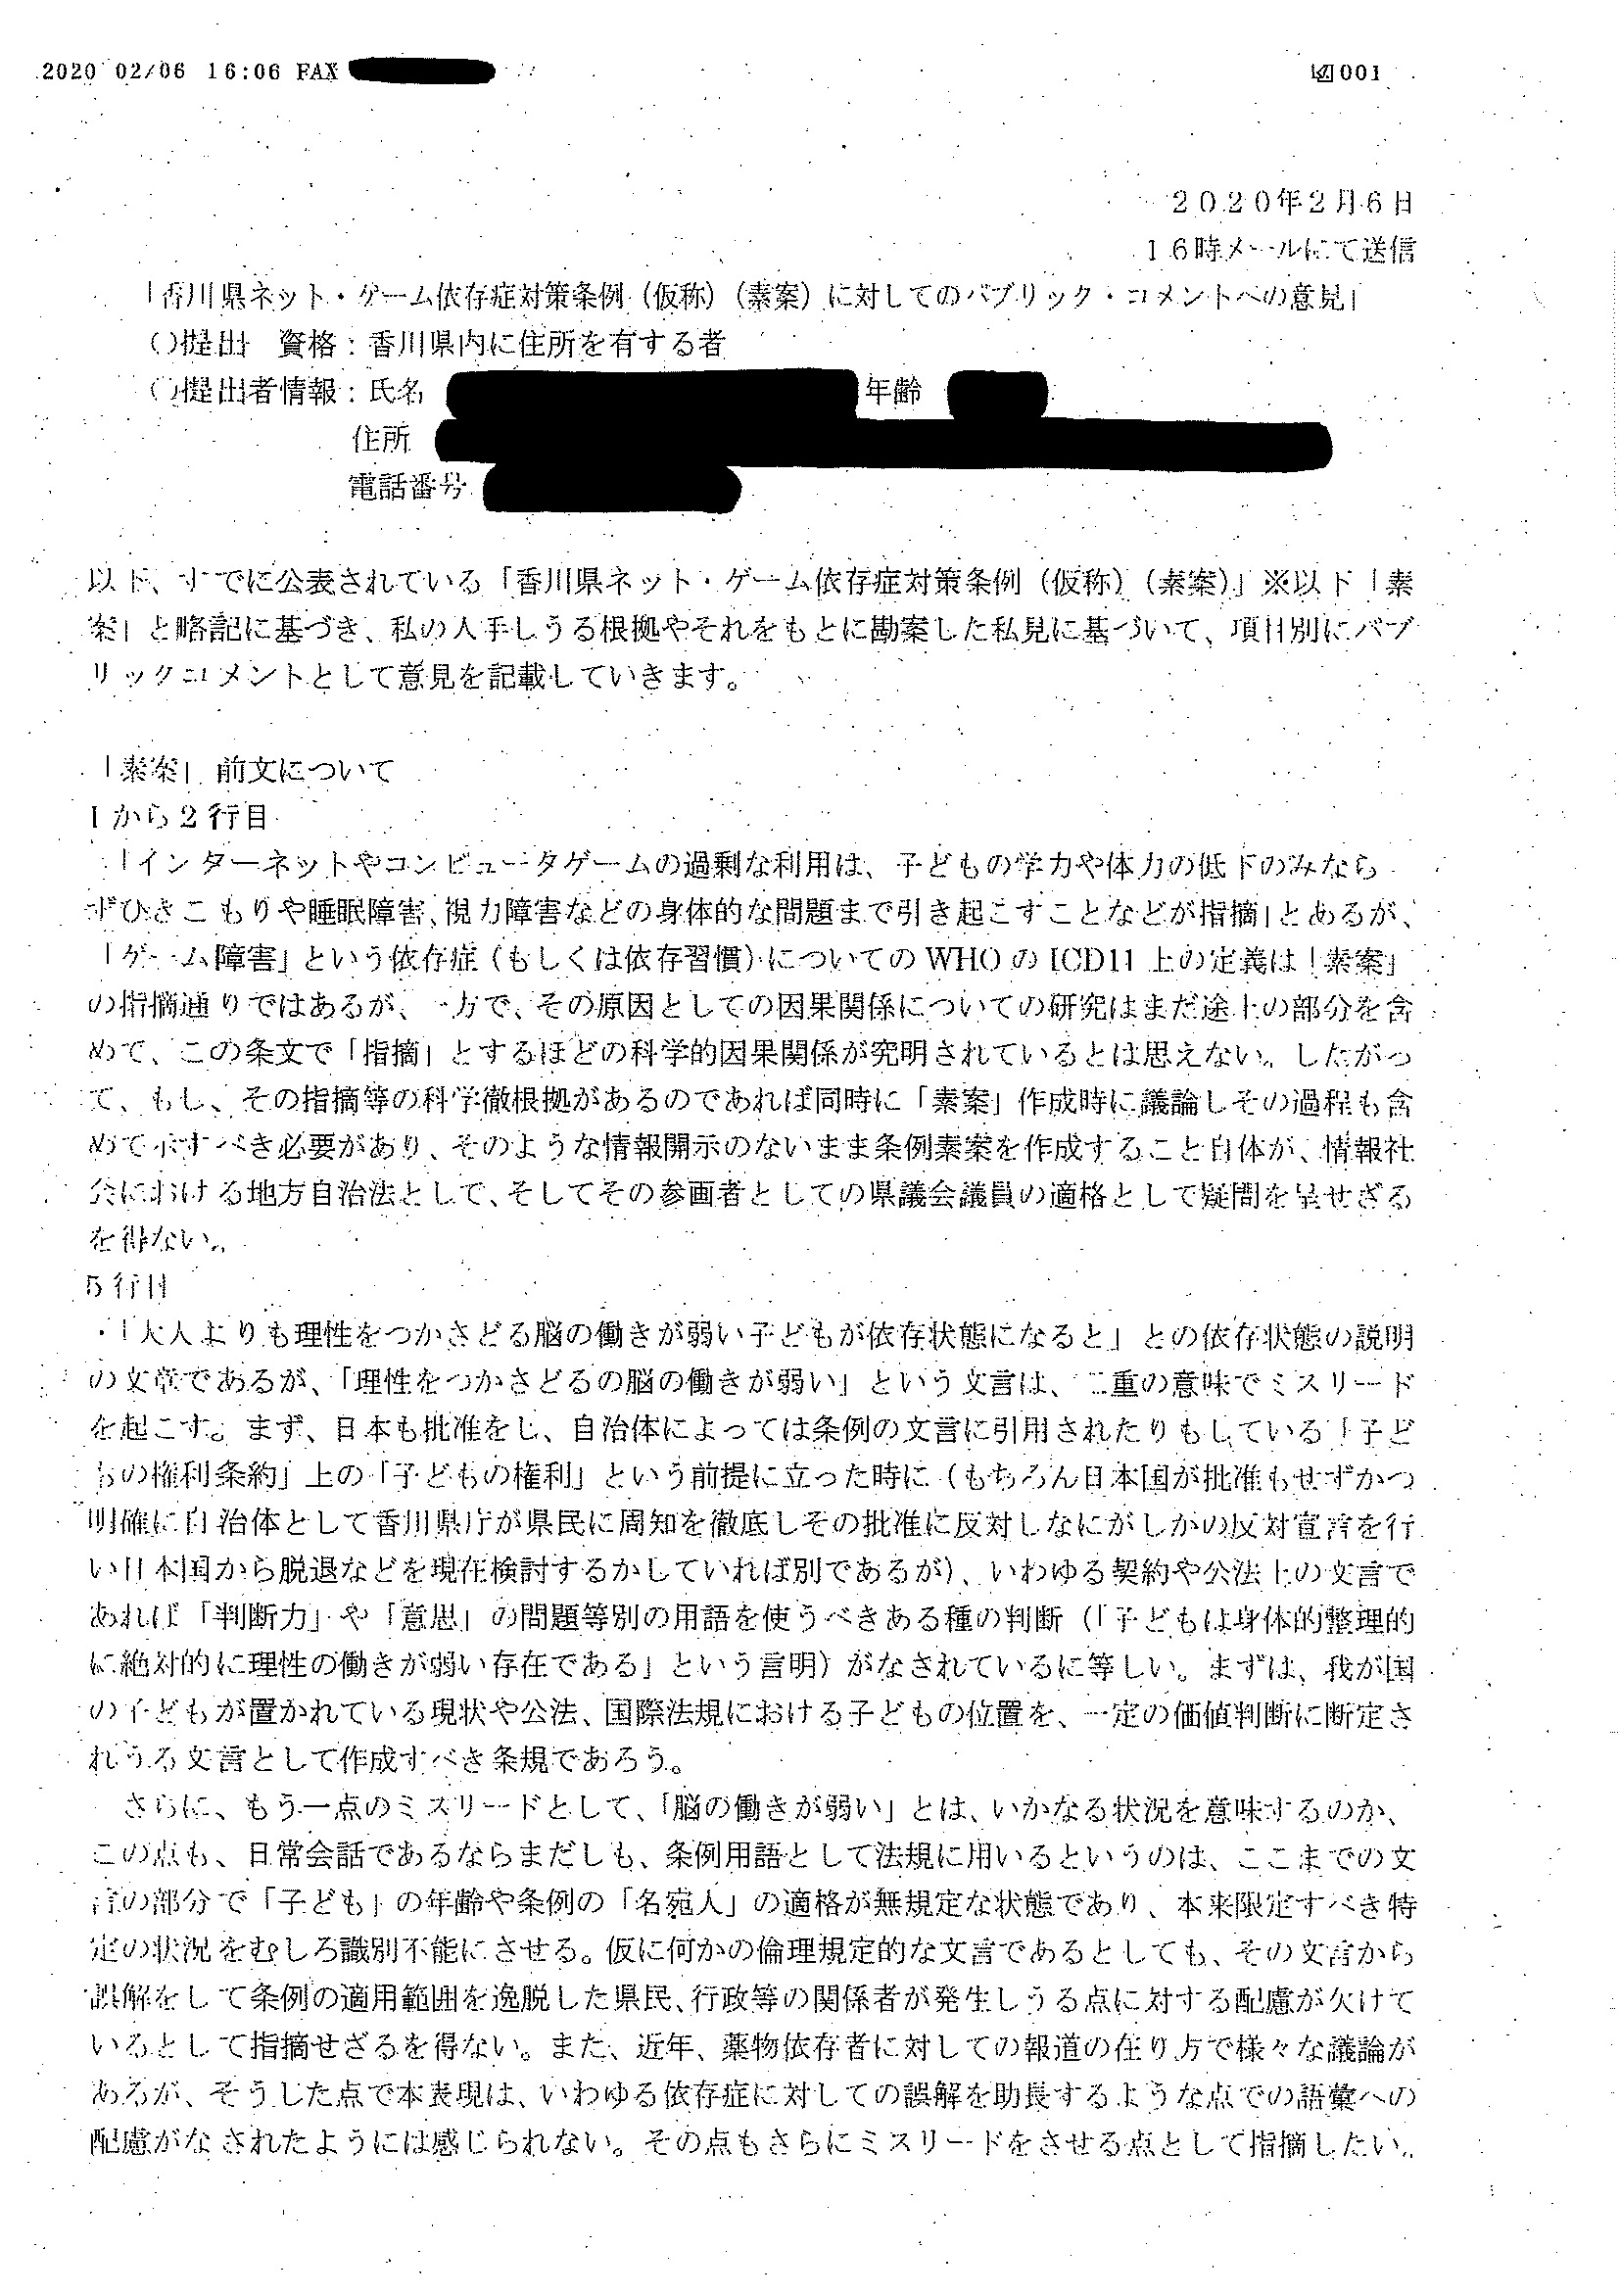 2020 02/06 16:06 FAX
001
2020年2月6日
16時メールにて送信
「香川県ネット・ゲーム依存症対策条例(仮称)(素案)に対してのパブリック・コメントへの意見」
○提出 資格:香川県内に住所を有する者
○提出者情報:氏名 年齢
住所
電話番号
以下、すでに公表されている「香川県ネット・ゲーム依存症対策条例(仮称)(素案)」※以下「素
案」と略記に基づき、私の入手しうる根拠やそれをもとに勘案した私見に基づいて、項目別にパブ
リックコメントとして意見を記載していきます。
「素案」前文について
1から2行目
・「インターネットやコンピュータゲームの過剰な利用は、子どもの学力や体力の低下のみなら
ずひきこもりや睡眠障害、視力障害などの身体的な問題まで引き起こすことなどが指摘」とあるが、
「ゲーム障害」という依存症(もしくは依存習慣)についてのWHOのICD11上の定義は「素案」
の指摘通りではあるが、一方で、その原因としての因果関係についての研究はまだ途上の部分を含
めて、この条文で「指摘」とするほどの科学的因果関係が究明されているとは思えない。したがっ
て、もし、その指摘等の科学徹根拠があるのであれば同時に「素案」作成時に議論しその過程も含
めて示すべき必要があり、そのような情報開示のないまま条例素案を作成すること自体が、情報社
会における地方自治法として、そしてその参画者としての県議会議員の適格として疑問を呈せざる
を得ない。
5行目
・「大人よりも理性をつかさどる脳の働きが弱い子どもが依存状態になると」との依存状態の説明
の文章であるが、「理性をつかさどるの脳の働きが弱い」という文言は、二重の意味でミスリード
を起こす。まず、日本も批准をし、自治体によっては条例の文言に引用されたりもしている「子ど
もの権利条約」上の「子どもの権利」という前提に立った時に(もちろん日本国が批准もせずかつ
明確に自治体として香川県庁が県民に周知を徹底しその批准に反対しなにがしかの反対宣言を行
い日本国から脱退などを現在検討するかしていれば別であるが)、いわゆる契約や公法上の文言で
あれば「判断力」や「意思」の問題等別の用語を使うべきある種の判断(「子どもは身体的整理的
に絶対的に理性の働きが弱い存在である」という言明)がなされているに等しい。まずは、我が国
の子どもが置かれている現状や公法、国際法規における子どもの位置を、一定の価値判断に断定さ
れうる文言として作成すべき条規であろう。
さらに、もう一点のミスリードとして、「脳の働きが弱い」とは、いかなる状況を意味するのか、
この点も、日常会話であるならまだしも、条例用語として法規に用いるというのは、ここまでの文
言の部分で「子ども」の年齢や条例の「名宛人」の適格が無規定な状態であり、本来限定すべき特
定の状況をむしろ識別不能にさせる。仮に何かの倫理規定的な文言であるとしても、その文言から
誤解をして条例の適用範囲を逸脱した県民、行政等の関係者が発生しうる点に対する配慮が欠けて
いるとして指摘せざるを得ない。また、近年、薬物依存者に対しての報道の在り方で様々な議論が
あるが、そうした点で本表現は、いわゆる依存症に対しての誤解を助長するような点での語彙への
配慮がなされたようには感じられない。その点もさらにミスリードをさせる点として指摘したい。